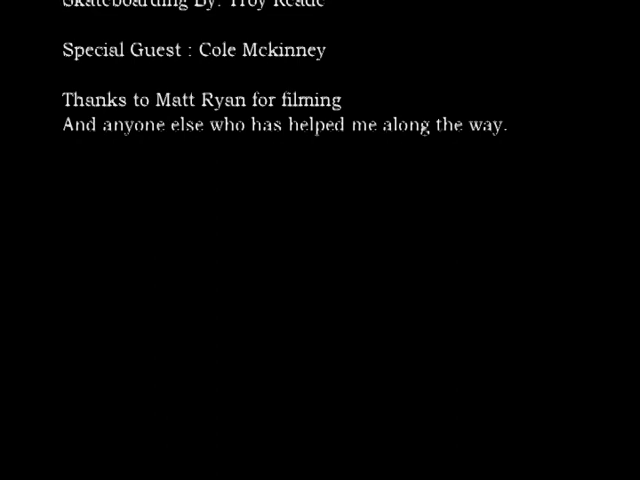 Skateboarding By: Troy Reade
Special Guest : Cole Mckinney
Thanks to Matt Ryan for filming
And anyone else who has helped me along the way.